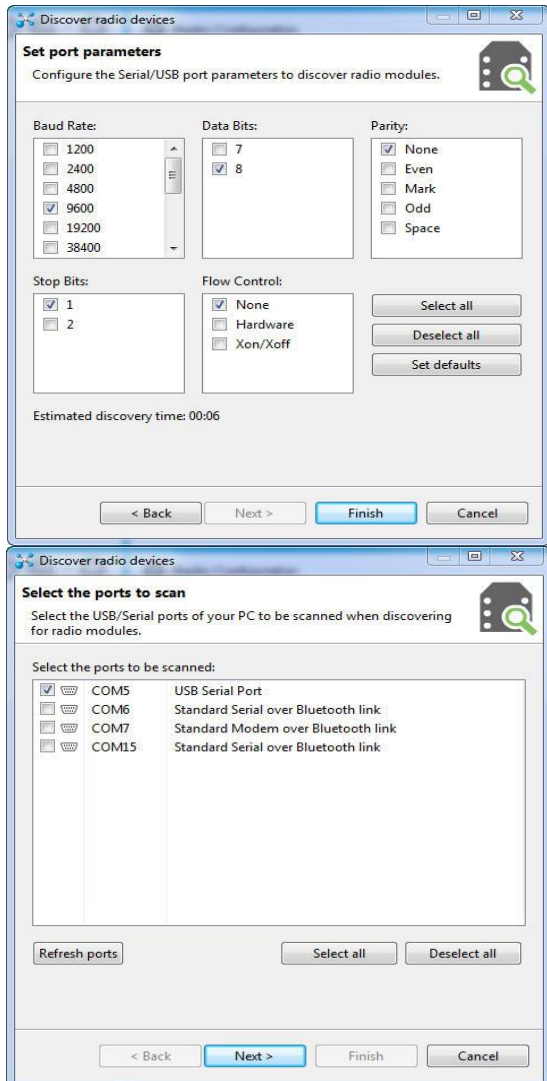 Discover radio devices
Set port parameters
Configure the Serial/USB port parameters to discover radio modules.
Baud Rate:
1200
2400
4800
9600
19200
38400
Data Bits:
7
8
Parity:
None
Even
Mark
Odd
Space
Stop Bits:
1
2
Flow Control:
None
Hardware
Xon/Xoff
Select all
Deselect all
Set defaults
Estimated discovery time: 00:06
< Back Next > Finish Cancel
Discover radio devices
Select the ports to scan
Select the USB/Serial ports of your PC to be scanned when discovering
for radio modules.
Select the ports to be scanned:
COM5 USB Serial Port
COM6 Standard Serial over Bluetooth link
COM7 Standard Modem over Bluetooth link
COM15 Standard Serial over Bluetooth link
Refresh ports Select all Deselect all
< Back Next > Finish Cancel